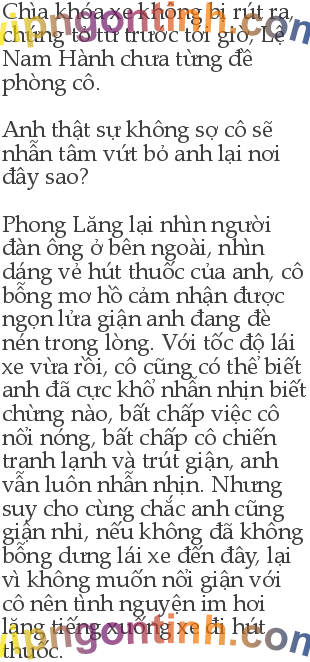 Chìa khóa xe không bị rút ra,
chứng tỏ từ trước tới giờ, Lệ
Nam Hành chưa từng đề
phòng cô.
Anh thật sự không sợ cô sẽ
nhẫn tâm vứt bỏ anh lại nơi
đây sao?
Phong Lăng lại nhìn người
đàn ông ở bên ngoài, nhìn
dáng vẻ hút thuốc của anh, cô
bỗng mơ hồ cảm nhận được
ngọn lửa giận anh đang đè
nén trong lòng. Với tốc độ lái
xe vừa rồi, cô cũng có thể biết
anh đã cực khổ nhẫn nhịn biết
chừng nào, bất chấp việc cô
nổi nóng, bất chấp cô chiến
tranh lạnh và trút giận, anh
vẫn luôn nhẫn nhịn. Nhưng
suy cho cùng chắc anh cũng
giận nhỉ, nếu không đã không
bỗng dưng lái xe đến đây, lại
vì không muốn nổi giận với
cô nên tình nguyện im hơi
lặng tiếng xuống xe đi hút
thuốc.
vipngontinh.com
vipngontinh.com